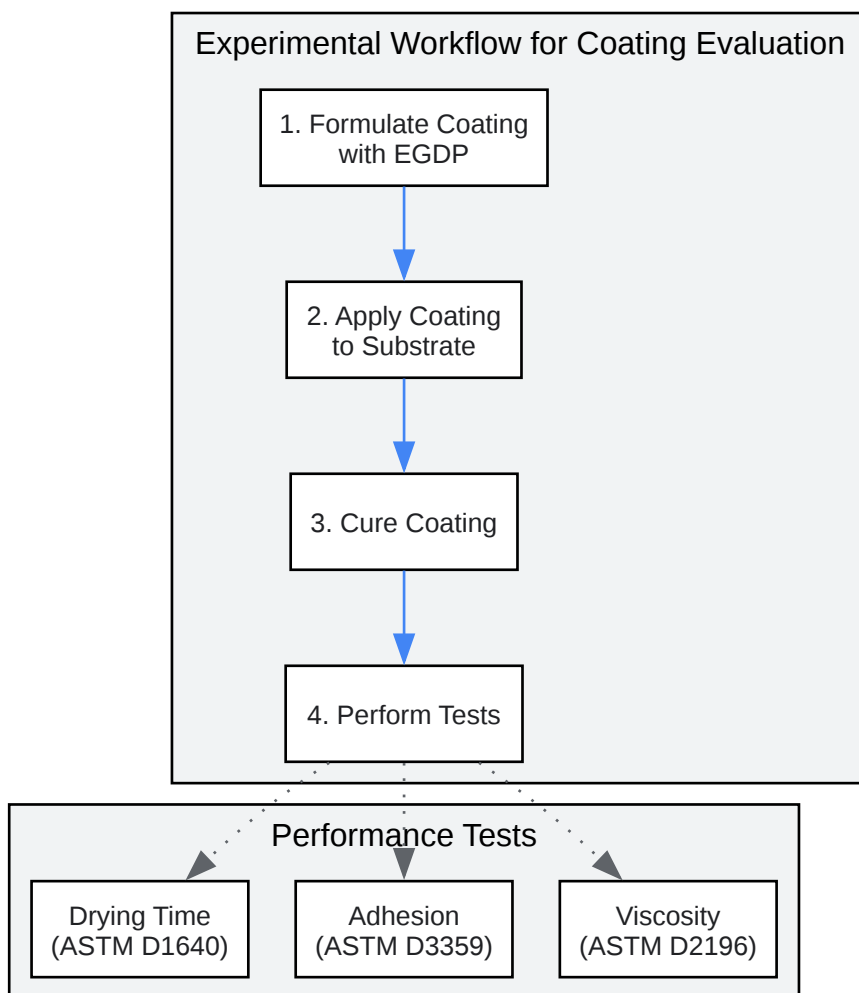 Experimental Workflow for Coating Evaluation
1. Formulate Coating
with EGDP
2. Apply Coating
to Substrate
3. Cure Coating
4. Perform Tests
Performance Tests
Drying Time
(ASTM D1640)
Adhesion
(ASTM D3359)
Viscosity
(ASTM D2196)